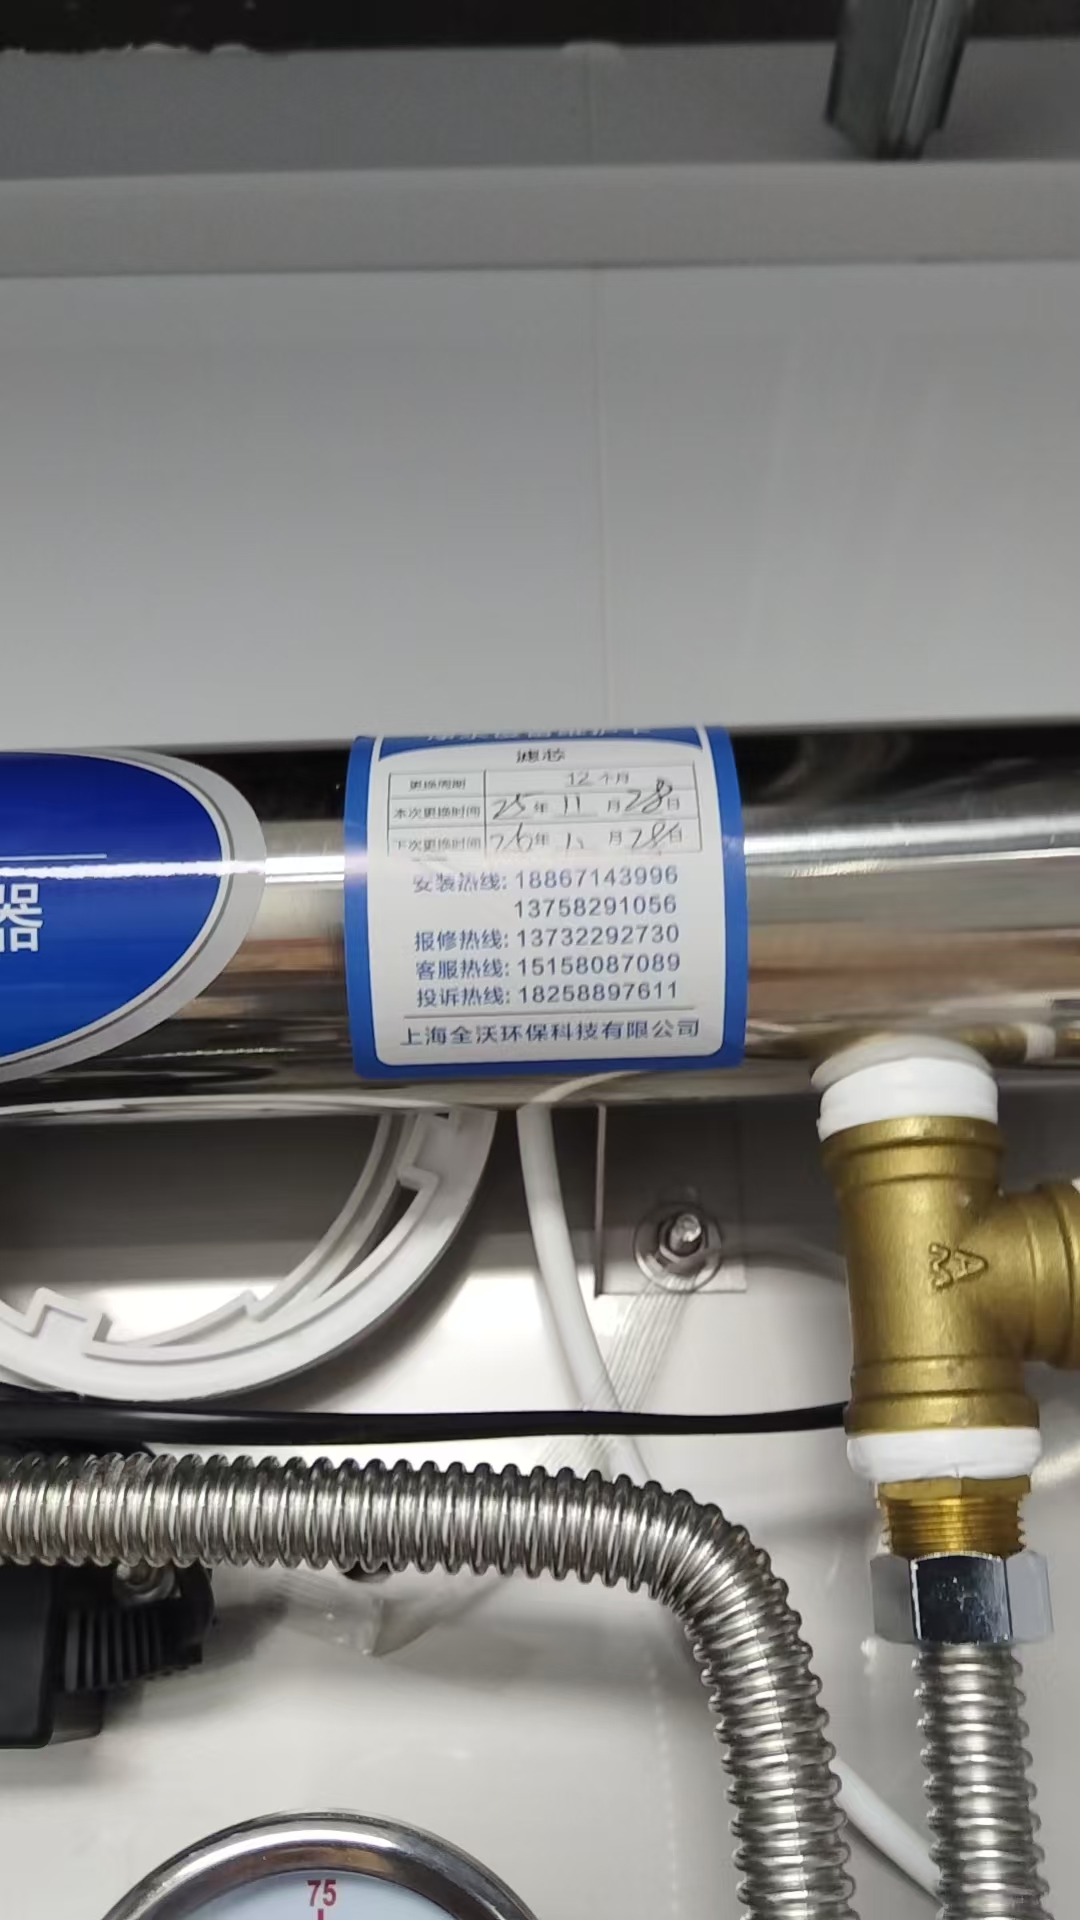 滤芯
更换周期 12个月
本次更换时间 25年11月28日
下次更换时间 26年11月28日
安装热线: 18867143996
13758291056
报修热线: 13732292730
客服热线: 15158087089
投诉热线: 18258897611
上海全沃环保科技有限公司
器
75